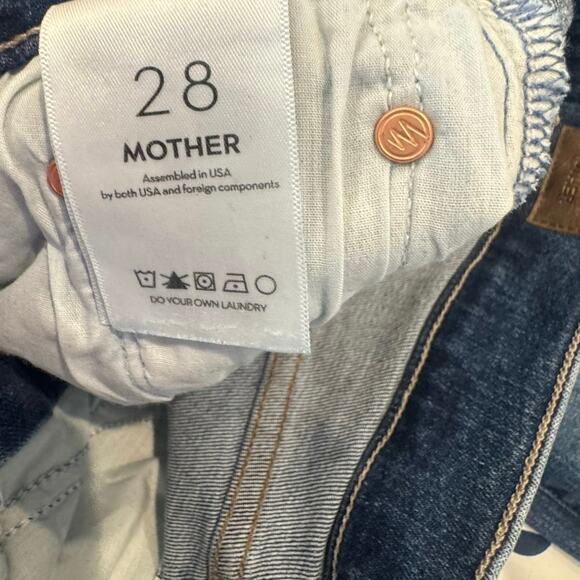 28
MOTHER
Assembled in USA
by both USA and foreign components
DO YOUR OWN LAUNDRY